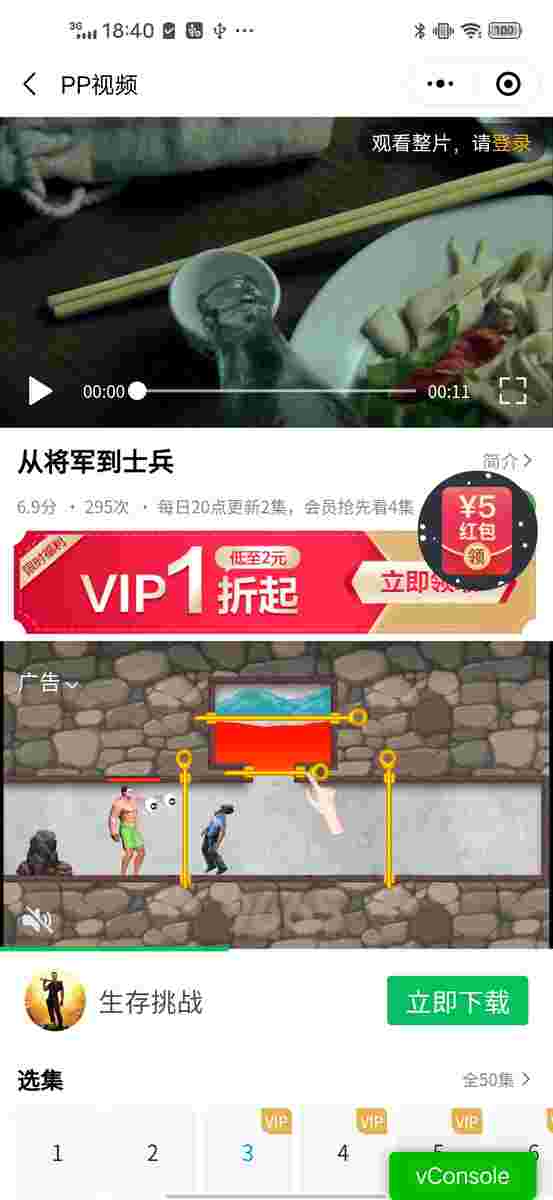 3G 18:40 100
PP视频
观看整片，请登录
00:00 00:11
从将军到士兵
简介
6.9分 · 295次 · 每日20点更新2集，会员抢先看4集
¥5
红包
领
限时福利
VIP1折起
低至2元
立即领
广告
生存挑战
立即下载
选集
全50集
VIP VIP VIP
1 2 3 4 5 6
vConsole